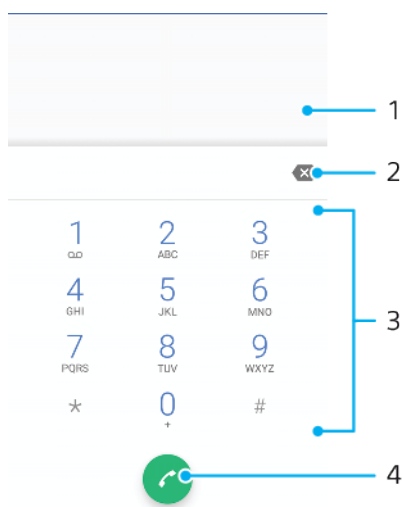 1
2
1 2 3
ABC DEF
4 5 6
GHI JKL MNO
3
7 8 9
PQRS TUV WXYZ
* 0 #
+
4